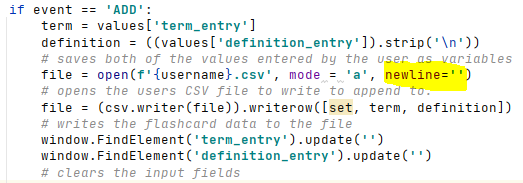 if event == 'ADD':
    term = values['term_entry']
    definition = ((values['definition_entry']).strip('\n'))
    # saves both of the values entered by the user as variables
    file = open(f'{username}.csv', mode = 'a', newline='')
    # opens the users CSV file to write to append to.
    file = (csv.writer(file)).writerow([set, term, definition])
    # writes the flashcard data to the file
    window.FindElement('term_entry').update('')
    window.FindElement('definition_entry').update('')
    # clears the input fields